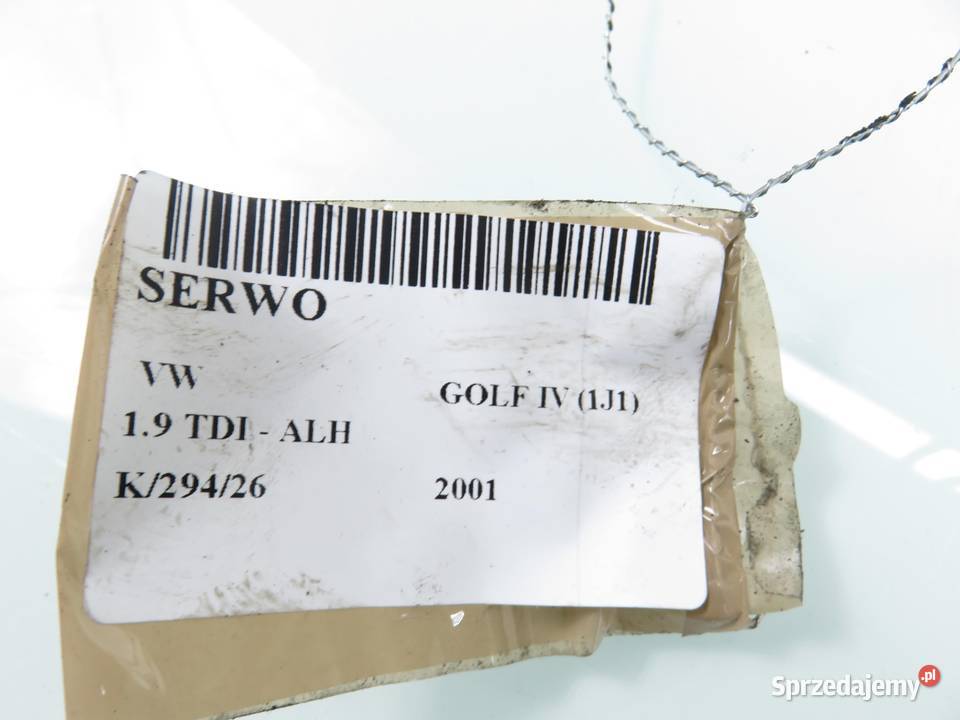 SERWO
VW GOLF IV (1J1)
1.9 TDI - ALH
K/294/26 2001
Sprzedajemy.pl